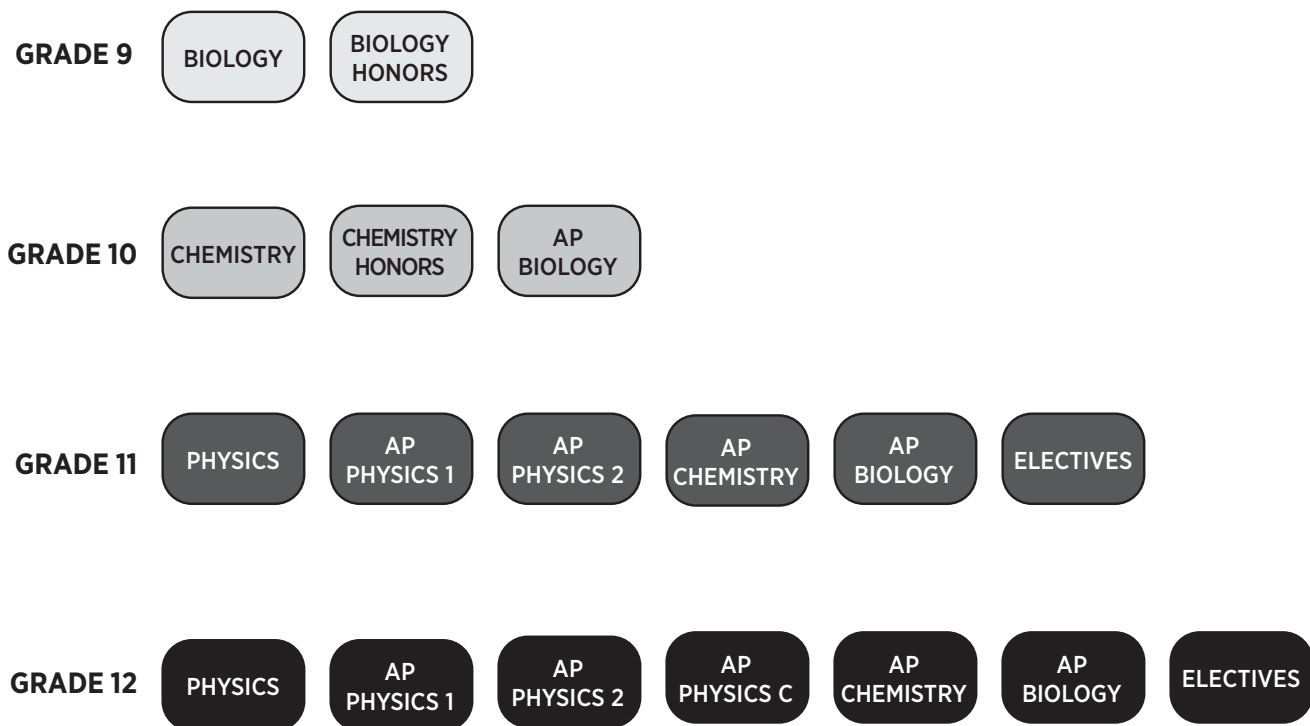 GRADE 9
BIOLOGY
BIOLOGY
HONORS
GRADE 10
CHEMISTRY
CHEMISTRY
HONORS
AP
BIOLOGY
GRADE 11
PHYSICS
AP
PHYSICS 1
AP
PHYSICS 2
AP
CHEMISTRY
AP
BIOLOGY
ELECTIVES
GRADE 12
PHYSICS
AP
PHYSICS 1
AP
PHYSICS 2
AP
PHYSICS C
AP
CHEMISTRY
AP
BIOLOGY
ELECTIVES